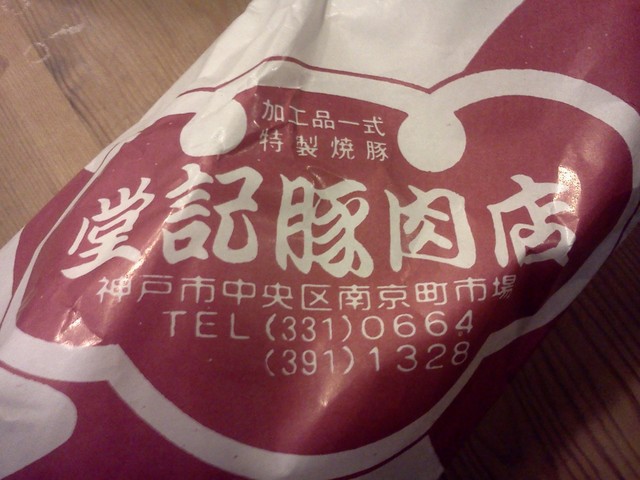 加工品一式
特製焼豚
堂記豚肉店
神戸市中央区南京町市場
TEL(331)0664
(391)1328